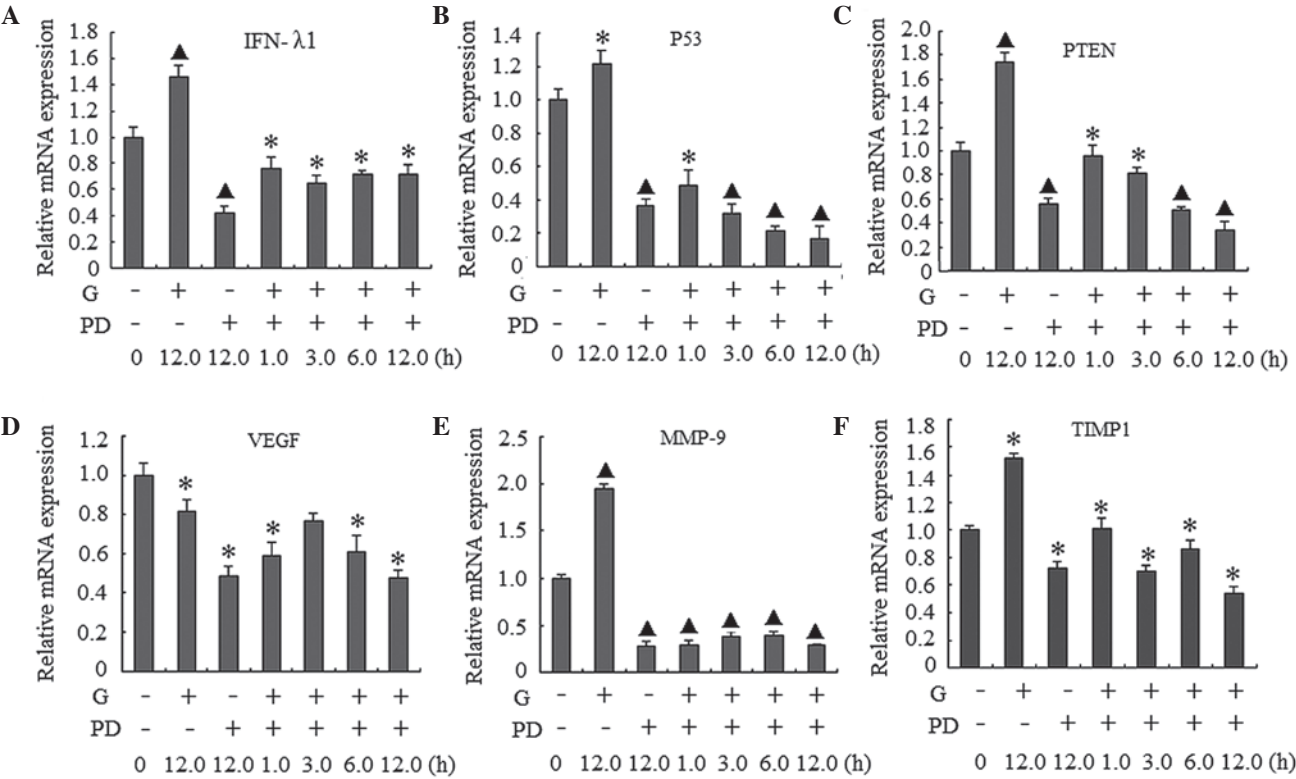 A
IFN- λ1
Relative mRNA expression
1.8
1.6
1.4
1.2
1.0
0.8
0.6
0.4
0.2
0
▲ ▲ * * * *
G - + - + + + +
PD - - + + + + +
0 12.0 12.0 1.0 3.0 6.0 12.0 (h)
B
P53
Relative mRNA expression
1.4
1.2
1.0
0.8
0.6
0.4
0.2
0
* ▲ * ▲ ▲ ▲
G - + - + + + +
PD - - + + + + +
0 12.0 12.0 1.0 3.0 6.0 12.0 (h)
C
PTEN
Relative mRNA expression
2.0
1.8
1.6
1.4
1.2
1.0
0.8
0.6
0.4
0.2
0
▲ ▲ * * ▲ ▲
G - + - + + + +
PD - - + + + + +
0 12.0 12.0 1.0 3.0 6.0 12.0 (h)
D
VEGF
Relative mRNA expression
1.2
1.0
0.8
0.6
0.4
0.2
0
* * * * *
G - + - + + + +
PD - - + + + + +
0 12.0 12.0 1.0 3.0 6.0 12.0 (h)
E
MMP-9
Relative mRNA expression
2.5
2.0
1.5
1.0
0.5
0
▲ ▲ ▲ ▲ ▲ ▲
G - + - + + + +
PD - - + + + + +
0 12.0 12.0 1.0 3.0 6.0 12.0 (h)
F
TIMP1
Relative mRNA expression
1.8
1.6
1.4
1.2
1.0
0.8
0.6
0.4
0.2
0
* * * * * *
G - + - + + + +
PD - - + + + + +
0 12.0 12.0 1.0 3.0 6.0 12.0 (h)